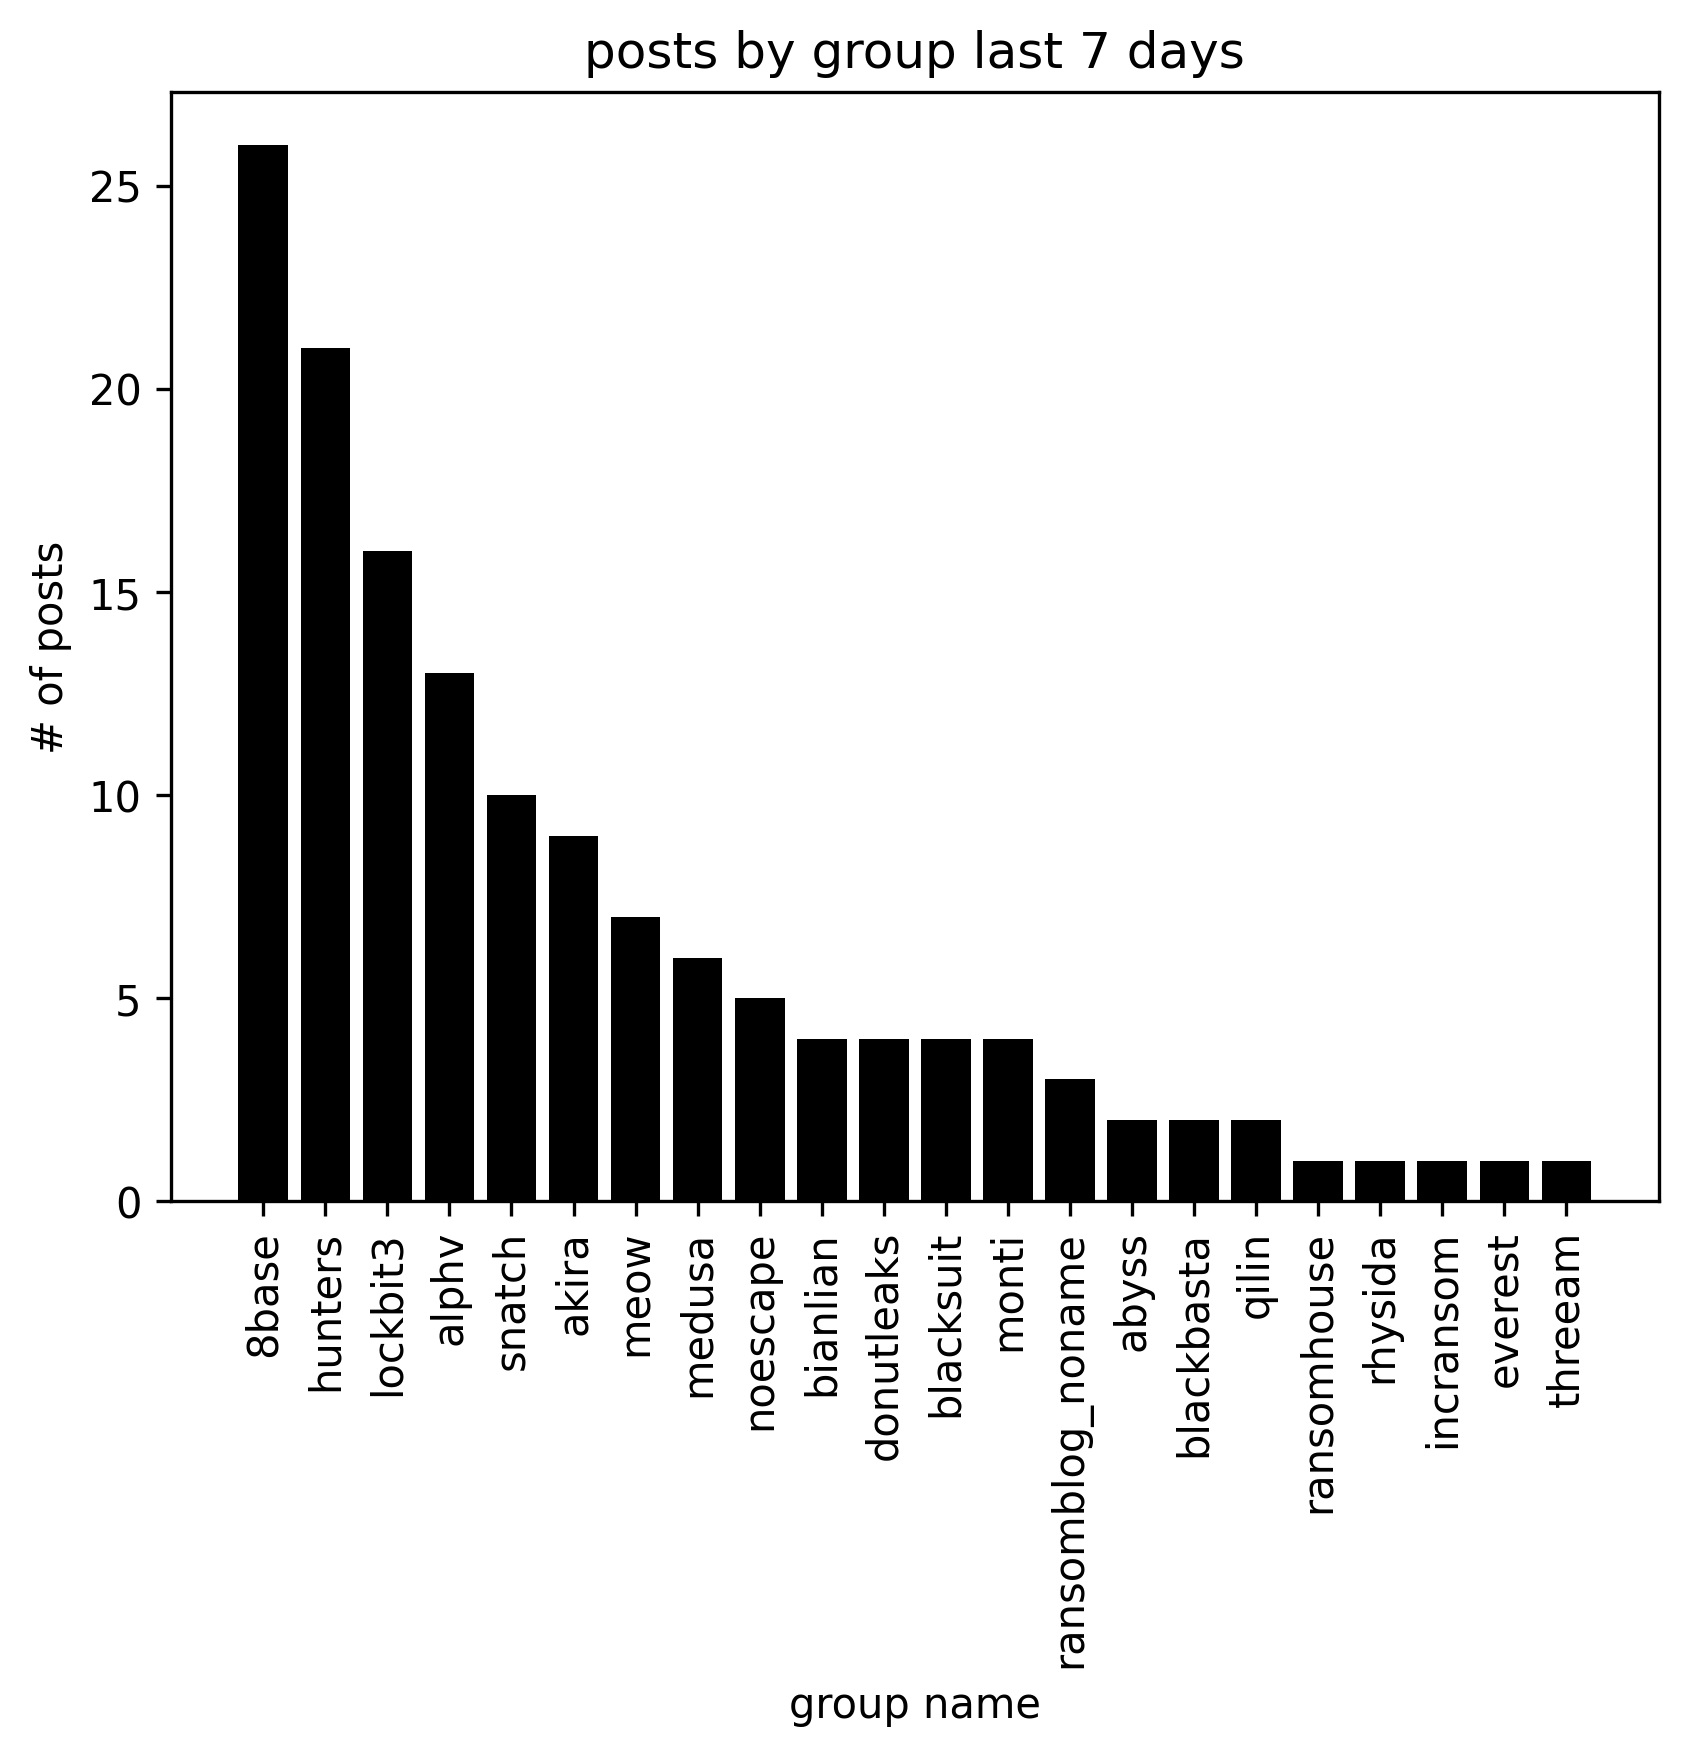 posts by group last 7 days
# of posts
25
20
15
10
5
0
8base
hunters
lockbit3
alphv
snatch
akira
meow
medusa
noescape
bianlian
donutleaks
blacksuit
monti
ransomblog_noname
abyss
blackbasta
qilin
ransomhouse
rhysida
incransom
everest
threeam
group name